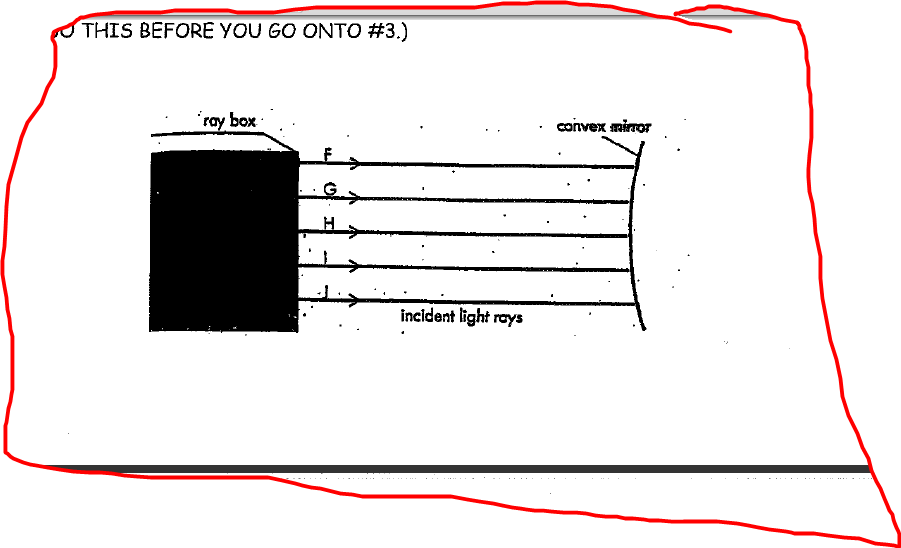 THIS BEFORE YOU GO ONTO #3.)
ray box
convex mirror
F
G
H
I
J
incident light rays